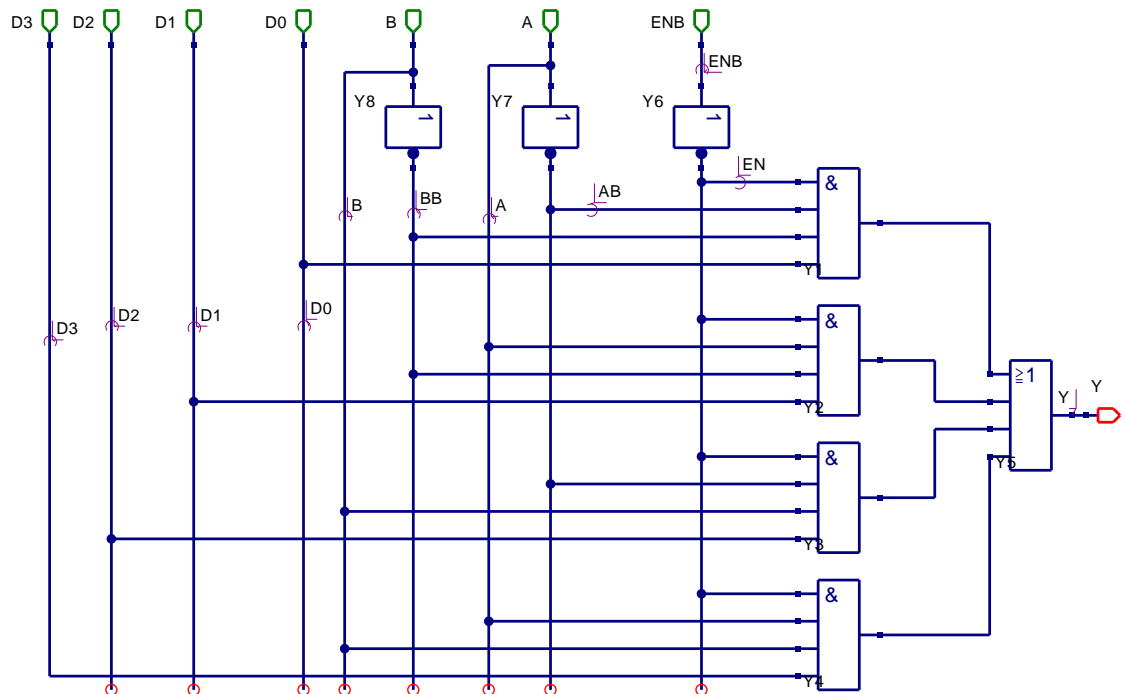 D3 D2 D1 D0 B A ENB
ENB
Y8 Y7 Y6
1 1 1
EN
&
B BB A AB
Y1
D3 D2 D1 D0
&
Y2
≥1
Y Y
&
Y5
Y3
&
Y4